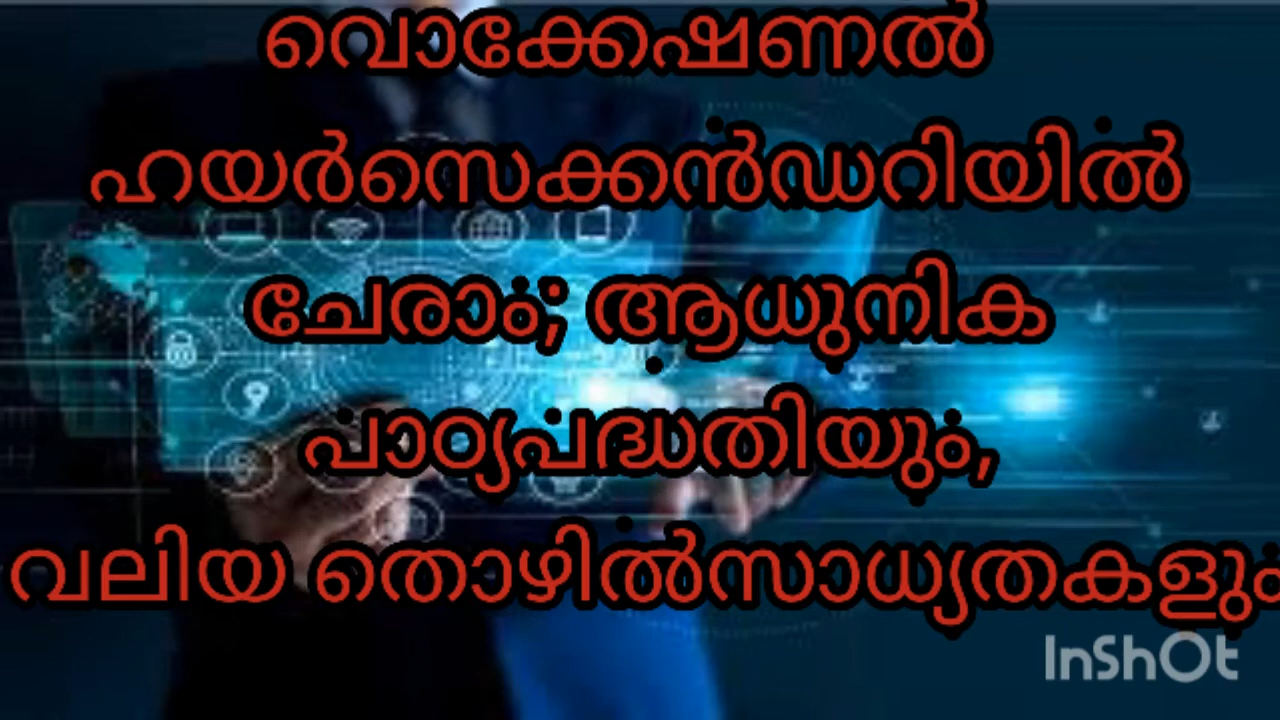 വൊക്കേഷണൽ
ഹയർസെക്കൻഡറിയിൽ
ചേരാം; ആധുനിക
പാഠ്യപദ്ധതിയും,
വലിയ തൊഴിൽസാധ്യതകളും
InShOt